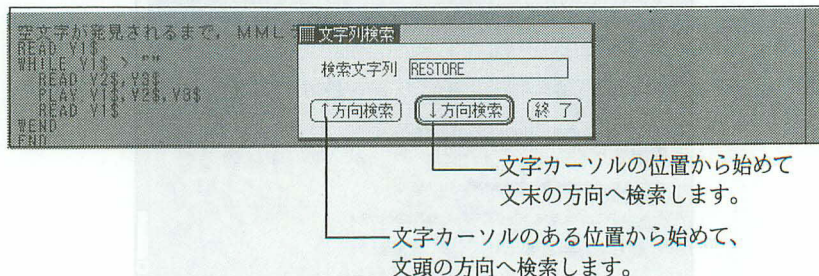 空文字が発見されるまで，MMLラ
READ V1$
WHILE V1$ > ""
READ V2$,V3$
PLAY V1$,V2$,V3$
READ V1$
WEND
END
文字列検索
検索文字列 RESTORE
↑方向検索 ↓方向検索 終 了
文字カーソルの位置から始めて
文末の方向へ検索します。
文字カーソルのある位置から始めて、
文頭の方向へ検索します。